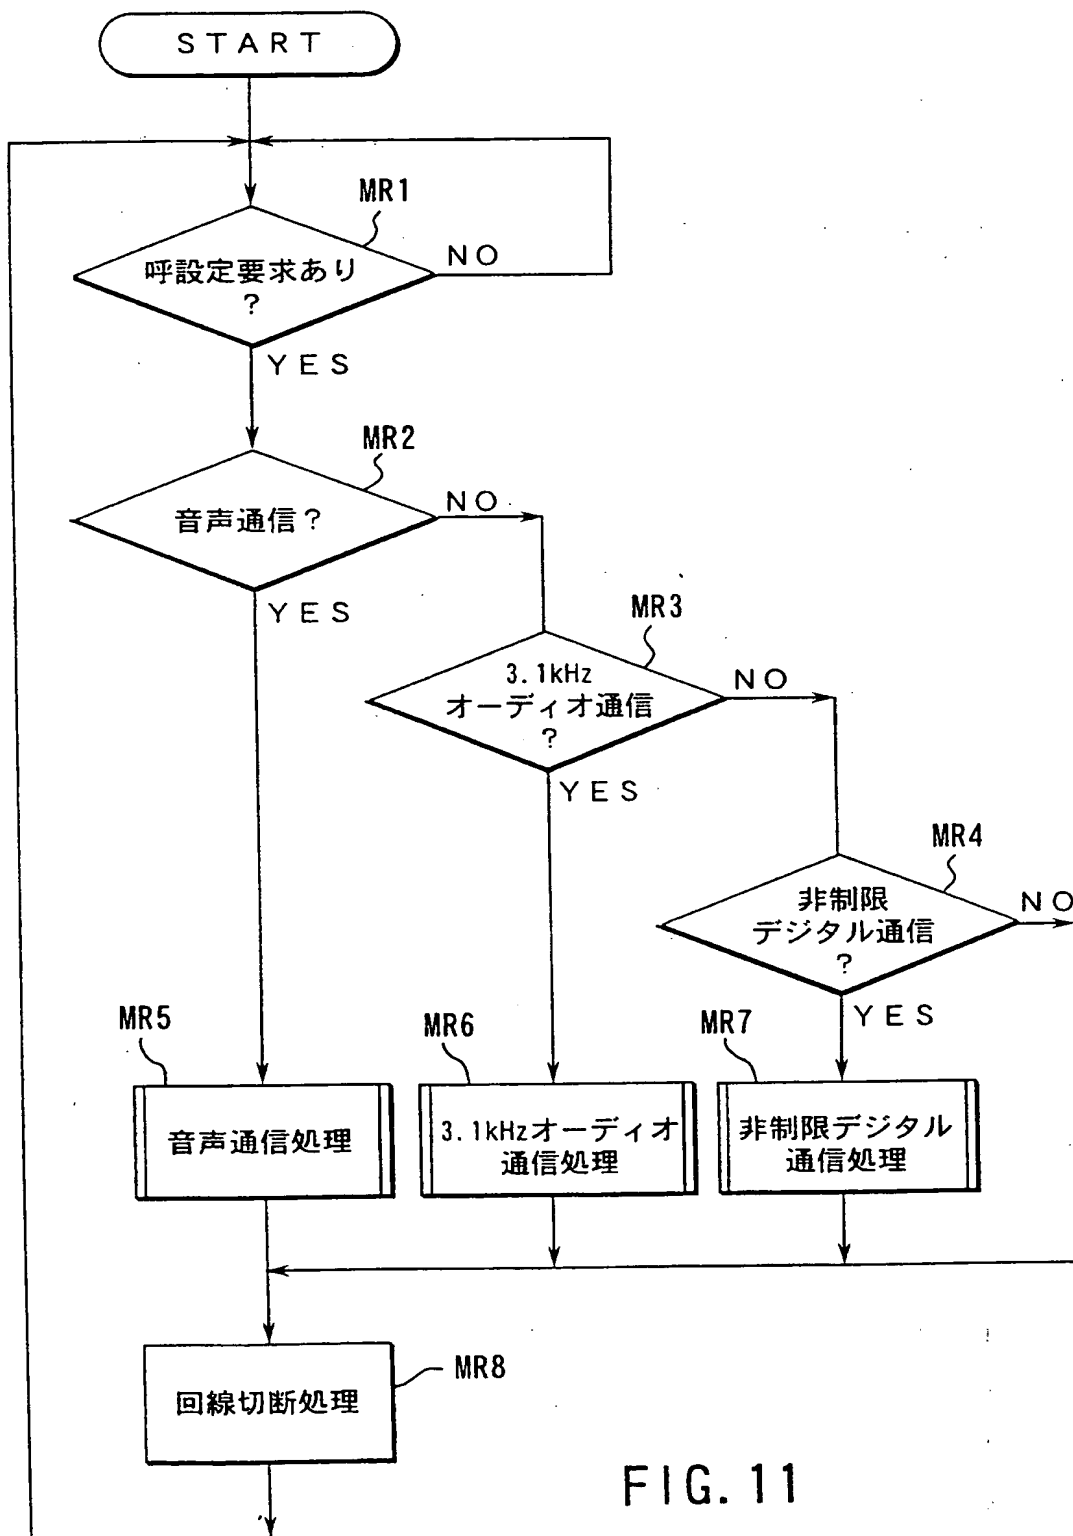 START
MR1
呼設定要求あり
?
NO
YES
MR2
音声通信?
NO
YES
MR3
3.1kHz
オーディオ通信
?
NO
YES
MR4
非制限
デジタル通信
?
NO
YES
MR5
音声通信処理
MR6
3.1kHzオーディオ
通信処理
MR7
非制限デジタル
通信処理
MR8
回線切断処理
FIG. 11